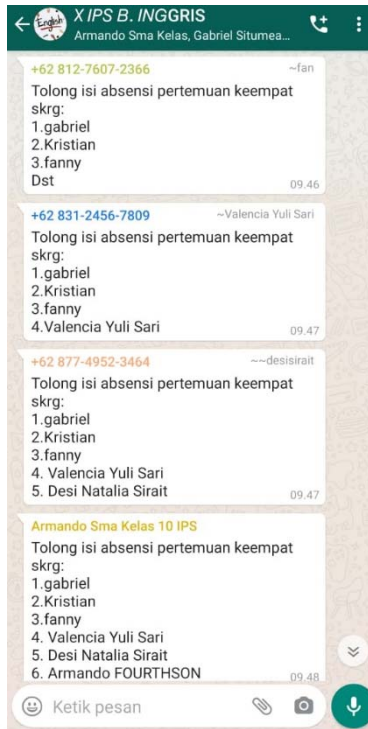 English
X IPS B. INGGRIS
Armando Sma Kelas, Gabriel Situmea...
+62 812-7607-2366 ~fan
Tolong isi absensi pertemuan keempat
skrg:
1.gabriel
2.Kristian
3.fanny
Dst 09.46
+62 831-2456-7809 ~Valencia Yuli Sari
Tolong isi absensi pertemuan keempat
skrg:
1.gabriel
2.Kristian
3.fanny
4.Valencia Yuli Sari 09.47
+62 877-4952-3464 ~~desisirait
Tolong isi absensi pertemuan keempat
skrg:
1.gabriel
2.Kristian
3.fanny
4. Valencia Yuli Sari
5. Desi Natalia Sirait 09.47
Armando Sma Kelas 10 IPS
Tolong isi absensi pertemuan keempat
skrg:
1.gabriel
2.Kristian
3.fanny
4. Valencia Yuli Sari
5. Desi Natalia Sirait
6. Armando FOURTHSON 09.48
Ketik pesan